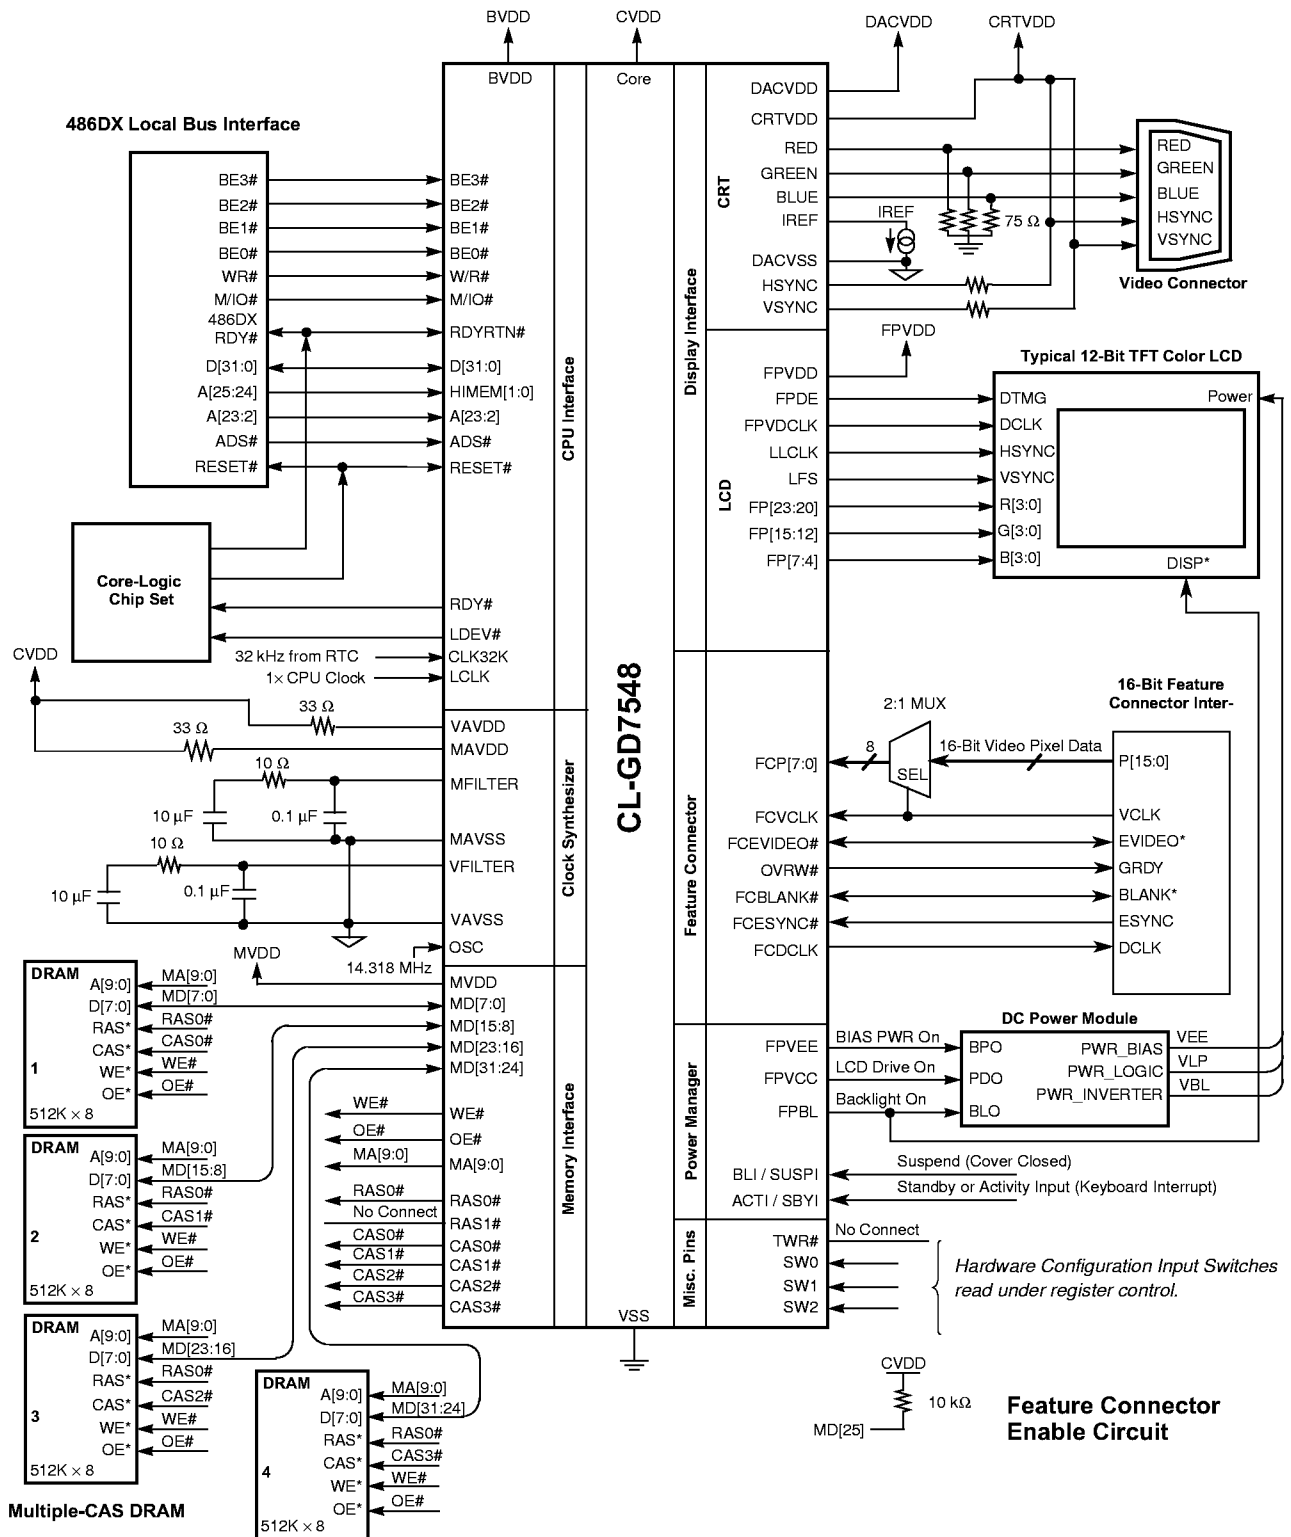 BVDD
CVDD
DACVDD
CRTVDD
486DX Local Bus Interface
BE3#
BE2#
BE1#
BE0#
WR#
M/IO#
486DX
RDY#
D[31:0]
A[25:24]
A[23:2]
ADS#
RESET#
Core-Logic
Chip Set
CVDD
32 kHz from RTC
1× CPU Clock
33 Ω
33 Ω
10 Ω
10 µF
0.1 µF
10 Ω
10 µF
0.1 µF
14.318 MHz
MVDD
BVDD
BE3#
BE2#
BE1#
BE0#
W/R#
M/IO#
RDYRTN#
D[31:0]
HIMEM[1:0]
A[23:2]
ADS#
RESET#
RDY#
LDEV#
CLK32K
LCLK
CPU Interface
VAVDD
MAVDD
MFILTER
MAVSS
VFILTER
VAVSS
OSC
Clock Synthesizer
MVDD
MD[7:0]
MD[15:8]
MD[23:16]
MD[31:24]
WE#
OE#
MA[9:0]
RAS0#
RAS1#
CAS0#
CAS1#
CAS2#
CAS3#
Memory Interface
WE#
OE#
MA[9:0]
RAS0#
No Connect
CAS0#
CAS1#
CAS2#
CAS3#
Core
CL-GD7548
VSS
Display Interface
CRT
DACVDD
CRTVDD
RED
GREEN
BLUE
IREF
DACVSS
HSYNC
VSYNC
IREF
75 Ω
RED
GREEN
BLUE
HSYNC
VSYNC
Video Connector
LCD
FPVDD
FPVDD
FPDE
FPVDCLK
LLCLK
LFS
FP[23:20]
FP[15:12]
FP[7:4]
Typical 12-Bit TFT Color LCD
DTMG
DCLK
HSYNC
VSYNC
R[3:0]
G[3:0]
B[3:0]
Power
DISP*
Feature Connector
FCP[7:0]
FCVCLK
FCEVIDEO#
OVRW#
FCBLANK#
FCESYNC#
FCDCLK
2:1 MUX
8
SEL
16-Bit Video Pixel Data
16-Bit Feature
Connector Inter-
P[15:0]
VCLK
EVIDEO*
GRDY
BLANK*
ESYNC
DCLK
Power Manager
FPVEE
FPVCC
FPBL
BLI / SUSPI
ACTI / SBYI
BIAS PWR On
LCD Drive On
Backlight On
DC Power Module
BPO
PDO
BLO
PWR_BIAS
PWR_LOGIC
PWR_INVERTER
VEE
VLP
VBL
Suspend (Cover Closed)
Standby or Activity Input (Keyboard Interrupt)
Misc. Pins
TWR#
SW0
SW1
SW2
No Connect
Hardware Configuration Input Switches
read under register control.
CVDD
10 kΩ
MD[25]
Feature Connector
Enable Circuit
DRAM
A[9:0]
D[7:0]
RAS*
CAS*
WE*
OE*
1
512K × 8
MA[9:0]
MD[7:0]
RAS0#
CAS0#
WE#
OE#
DRAM
A[9:0]
D[7:0]
RAS*
CAS*
WE*
OE*
2
512K × 8
MA[9:0]
MD[15:8]
RAS0#
CAS1#
WE#
OE#
DRAM
A[9:0]
D[7:0]
RAS*
CAS*
WE*
OE*
3
512K × 8
MA[9:0]
MD[23:16]
RAS0#
CAS2#
WE#
OE#
DRAM
A[9:0]
D[7:0]
RAS*
CAS*
WE*
OE*
4
512K × 8
MA[9:0]
MD[31:24]
RAS0#
CAS3#
WE#
OE#
Multiple-CAS DRAM